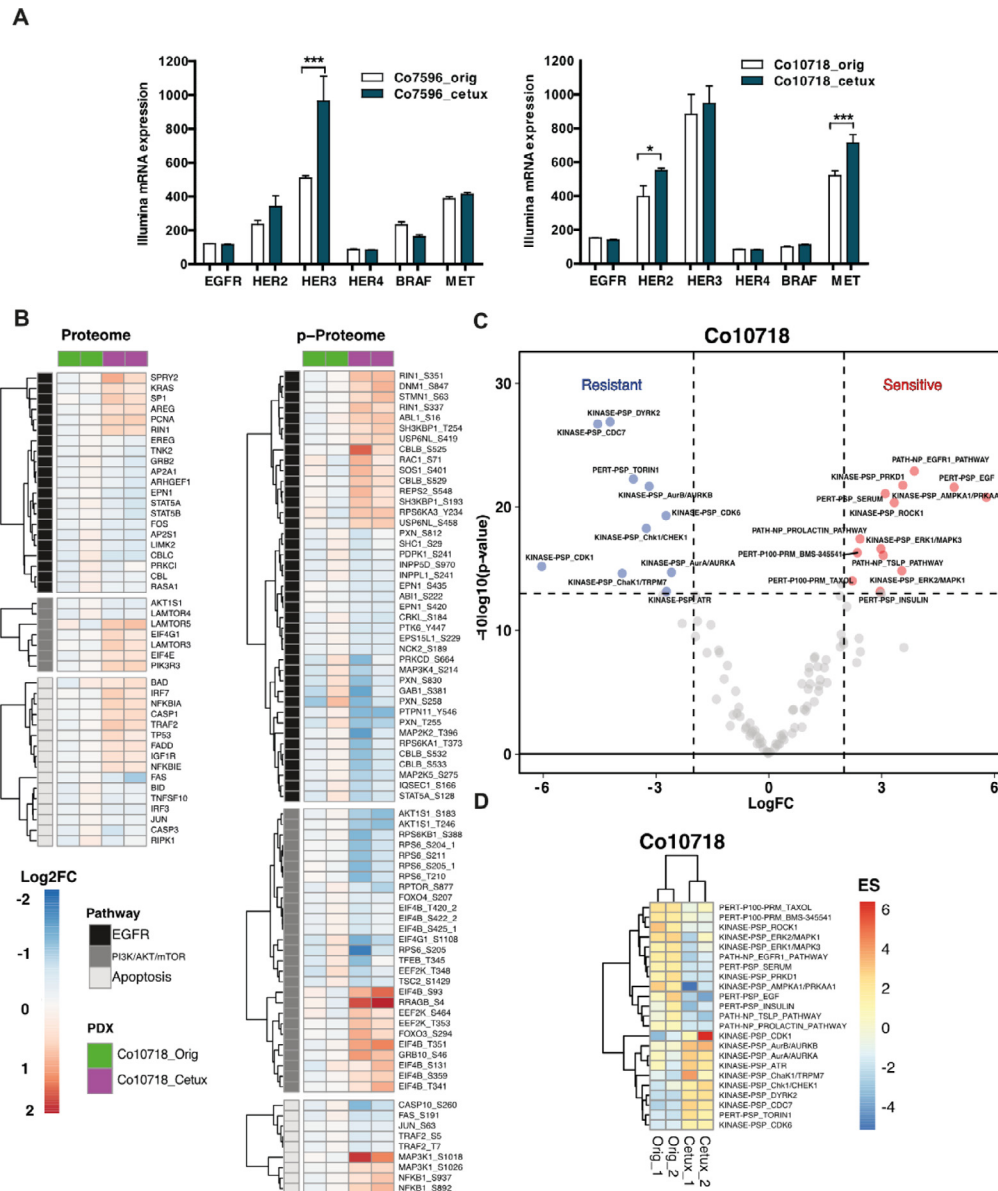 A
Illumina mRNA expression
1200
1000
800
600
400
200
0
***
Co7596_orig
Co7596_cetux
EGFR HER2 HER3 HER4 BRAF MET
Illumina mRNA expression
1200
1000
800
600
400
200
0
*
***
Co10718_orig
Co10718_cetux
EGFR HER2 HER3 HER4 BRAF MET
B
Proteome
SPRY2
KRAS
SP1
AREG
PCNA
RIN1
EREG
TNK2
GRB2
AP2A1
ARHGEF1
EPN1
STAT5A
STAT5B
FOS
AP2S1
LIMK2
CBLC
PRKCI
CBL
RASA1
AKT1S1
LAMTOR4
LAMTOR5
EIF4G1
LAMTOR3
EIF4E
PIK3R3
BAD
IRF7
NFKBIA
CASP1
TRAF2
TP53
FADD
IGF1R
NFKBIE
FAS
BID
TNFSF10
IRF3
JUN
CASP3
RIPK1
Log2FC
-2
-1
0
1
2
Pathway
EGFR
PI3K/AKT/mTOR
Apoptosis
PDX
Co10718_Orig
Co10718_Cetux
p-Proteome
RIN1_S351
DNM1_S847
STMN1_S63
RIN1_S337
ABL1_S16
SH3KBP1_T254
USP6NL_S419
CBLB_S525
RAC1_S71
SOS1_S401
CBLB_S529
REPS2_S548
SH3KBP1_S193
RPS6KA3_Y234
USP6NL_S458
PXN_S812
SHC1_S29
PDPK1_S241
INPP5D_S970
INPPL1_S241
EPN1_S435
ABI1_S222
EPN1_S420
CRKL_S184
PTK6_Y447
EPS15L1_S229
NCK2_S189
PRKCD_S664
MAP3K4_S214
PXN_S830
GAB1_S381
PXN_S258
PTPN11_Y546
PXN_T255
MAP2K2_T396
RPS6KA1_T373
CBLB_S532
CBLB_S533
MAP2K5_S275
IQSEC1_S166
STAT5A_S128
AKT1S1_S183
AKT1S1_T246
RPS6KB1_S388
RPS6_S204_1
RPS6_S211
RPS6_S205_1
RPS6_T210
RPTOR_S877
FOXO4_S207
EIF4B_T420_2
EIF4B_S422_2
EIF4B_S425_1
EIF4G1_S1108
RPS6_S205
TFEB_T345
EEF2K_T348
TSC2_S1429
EIF4B_S93
RRAGB_S4
EEF2K_S464
EEF2K_T353
FOXO3_S294
EIF4B_T351
GRB10_S46
EIF4B_S131
EIF4B_S359
EIF4B_T341
CASP10_S260
FAS_S191
JUN_S63
TRAF2_S5
TRAF2_T7
MAP3K1_S1018
MAP3K1_S1026
NFKB1_S937
NFKB1_S892
C
Co10718
-10log10(p-value)
30
20
10
0
Resistant
Sensitive
KINASE-PSP_DYRK2
KINASE-PSP_CDC7
PERT-PSP_TORIN1
KINASE-PSP_AurB/AURKB
KINASE-PSP_CDK6
KINASE-PSP_Chk1/CHEK1
KINASE-PSP_CDK1
KINASE-PSP_AurA/AURKA
KINASE-PSP_ChaK1/TRPM7
KINASE-PSP_ATR
PATH-NP_EGFR1_PATHWAY
KINASE-PSP_PRKD1
PERT-PSP_EGF
PERT-PSP_SERUM
KINASE-PSP_AMPKA1/PRKAA
KINASE-PSP_ROCK1
PATH-NP_PROLACTIN_PATHWAY
KINASE-PSP_ERK1/MAPK3
PERT-P100-PRM_BMS-345541
PATH-NP_TSLP_PATHWAY
PERT-P100-PRM_TAXOL
KINASE-PSP_ERK2/MAPK1
PERT-PSP_INSULIN
-6 -3 0 3 6
LogFC
D
Co10718
PERT-P100-PRM_TAXOL
PERT-P100-PRM_BMS-345541
KINASE-PSP_ROCK1
KINASE-PSP_ERK2/MAPK1
KINASE-PSP_ERK1/MAPK3
PATH-NP_EGFR1_PATHWAY
PERT-PSP_SERUM
KINASE-PSP_PRKD1
KINASE-PSP_AMPKA1/PRKAA1
PERT-PSP_EGF
PERT-PSP_INSULIN
PATH-NP_TSLP_PATHWAY
PATH-NP_PROLACTIN_PATHWAY
KINASE-PSP_CDK1
KINASE-PSP_AurB/AURKB
KINASE-PSP_AurA/AURKA
KINASE-PSP_ATR
KINASE-PSP_ChaK1/TRPM7
KINASE-PSP_Chk1/CHEK1
KINASE-PSP_DYRK2
KINASE-PSP_CDC7
PERT-PSP_TORIN1
KINASE-PSP_CDK6
Orig_1
Orig_2
Cetux_1
Cetux_2
ES
6
4
2
0
-2
-4